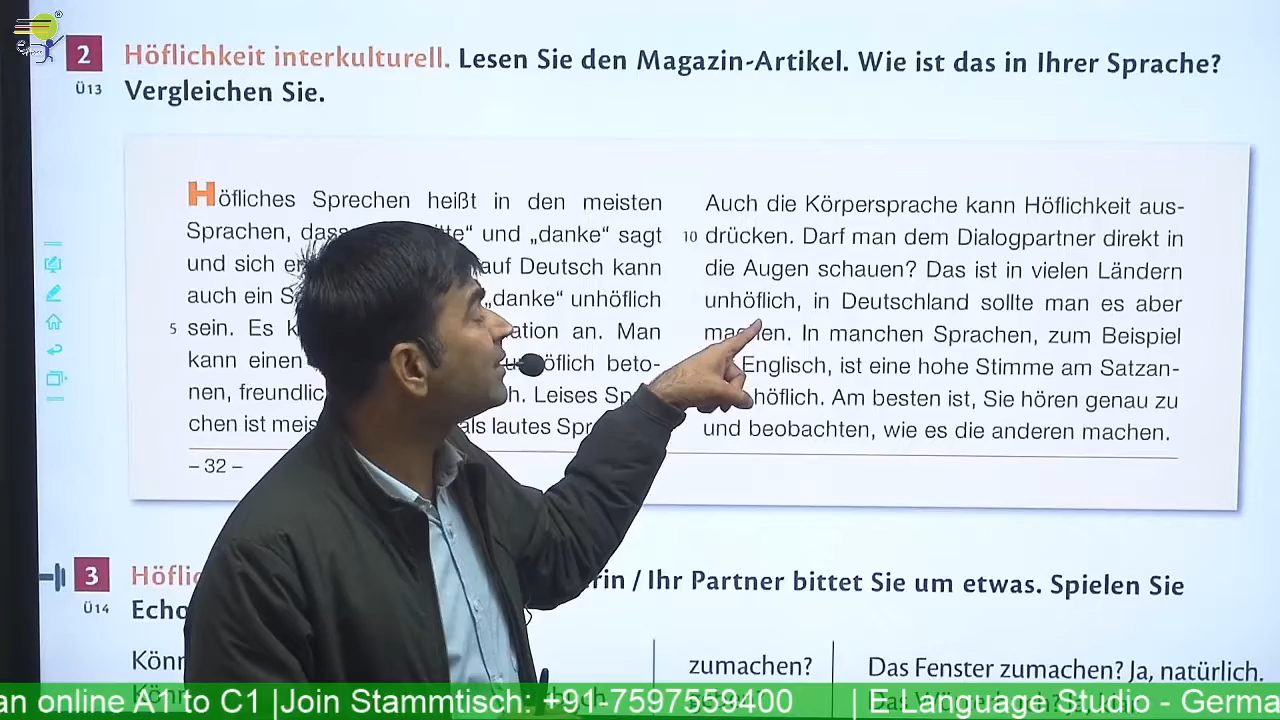 2 Höflichkeit interkulturell. Lesen Sie den Magazin-Artikel. Wie ist das in Ihrer Sprache?
Ü13 Vergleichen Sie.
Höfliches Sprechen heißt in den meisten
Sprachen, dass “ und „danke“ sagt
und sich auf Deutsch kann
auch ein „danke“ unhöflich
5 sein. Es an. Man
kann einen beto-
nen, freundlich Leises
chen ist als lautes
– 32 –
Auch die Körpersprache kann Höflichkeit aus-
10 drücken. Darf man dem Dialogpartner direkt in
die Augen schauen? Das ist in vielen Ländern
unhöflich, in Deutschland sollte man es aber
machen. In manchen Sprachen, zum Beispiel
Englisch, ist eine hohe Stimme am Satzan-
höflich. Am besten ist, Sie hören genau zu
und beobachten, wie es die anderen machen.
3 / Ihr Partner bittet Sie um etwas. Spielen Sie
Ü14 Echo
zumachen? Das Fenster zumachen? Ja, natürlich.
an online A1 to C1 |Join Stammtisch: +91-7597559400 | E Language Studio - Germa